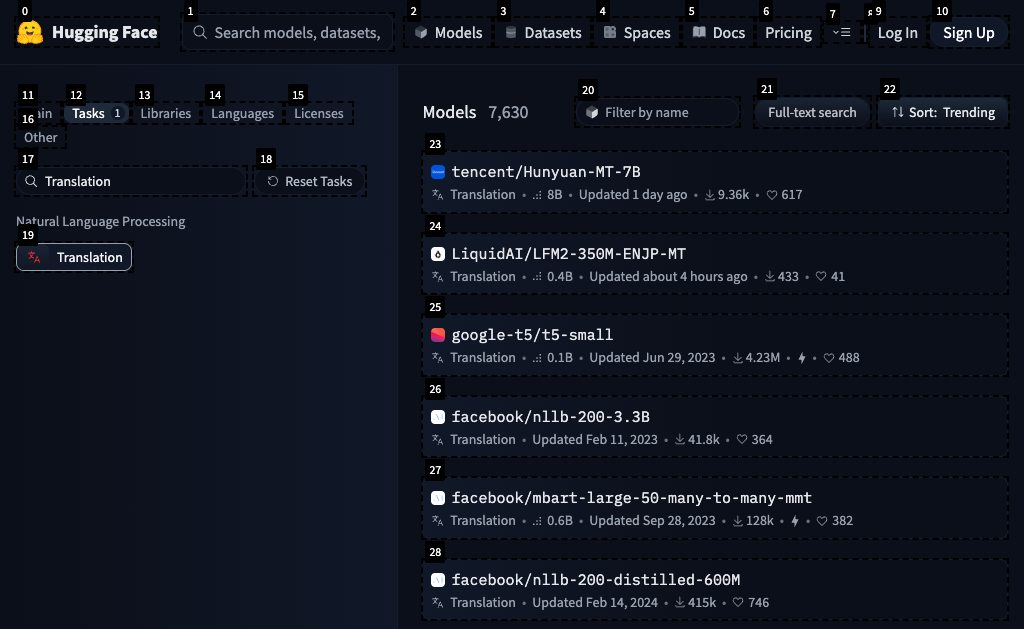 0 1 2 3 4 5 6 7 9 10
Hugging Face Search models, datasets, Models Datasets Spaces Docs Pricing Log In Sign Up
11 12 13 14 15
Tasks 1 Libraries Languages Licenses
16
Other
17 18
Translation Reset Tasks
Natural Language Processing
19
Translation
20 21 22
Models 7,630 Filter by name Full-text search Sort: Trending
23
tencent/Hunyuan-MT-7B
Translation • 8B • Updated 1 day ago • 9.36k • 617
24
LiquidAI/LFM2-350M-ENJP-MT
Translation • 0.4B • Updated about 4 hours ago • 433 • 41
25
google-t5/t5-small
Translation • 0.1B • Updated Jun 29, 2023 • 4.23M • • 488
26
facebook/nllb-200-3.3B
Translation • Updated Feb 11, 2023 • 41.8k • 364
27
facebook/mbart-large-50-many-to-many-mmt
Translation • 0.6B • Updated Sep 28, 2023 • 128k • • 382
28
facebook/nllb-200-distilled-600M
Translation • Updated Feb 14, 2024 • 415k • 746